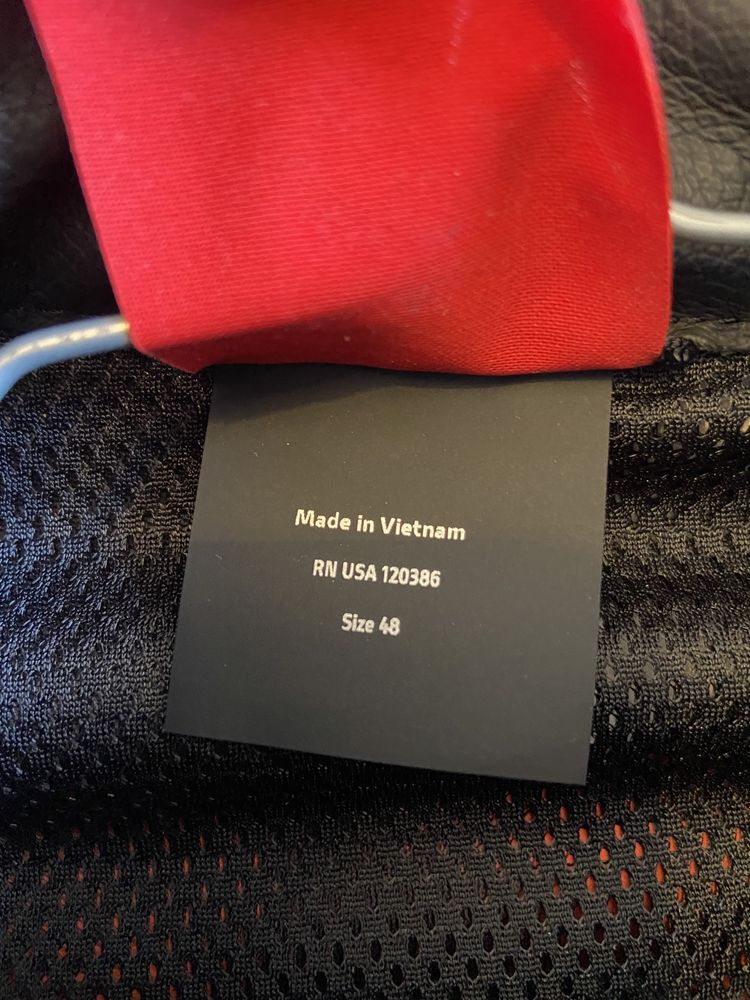 Made in Vietnam
RN USA 120386
Size 48